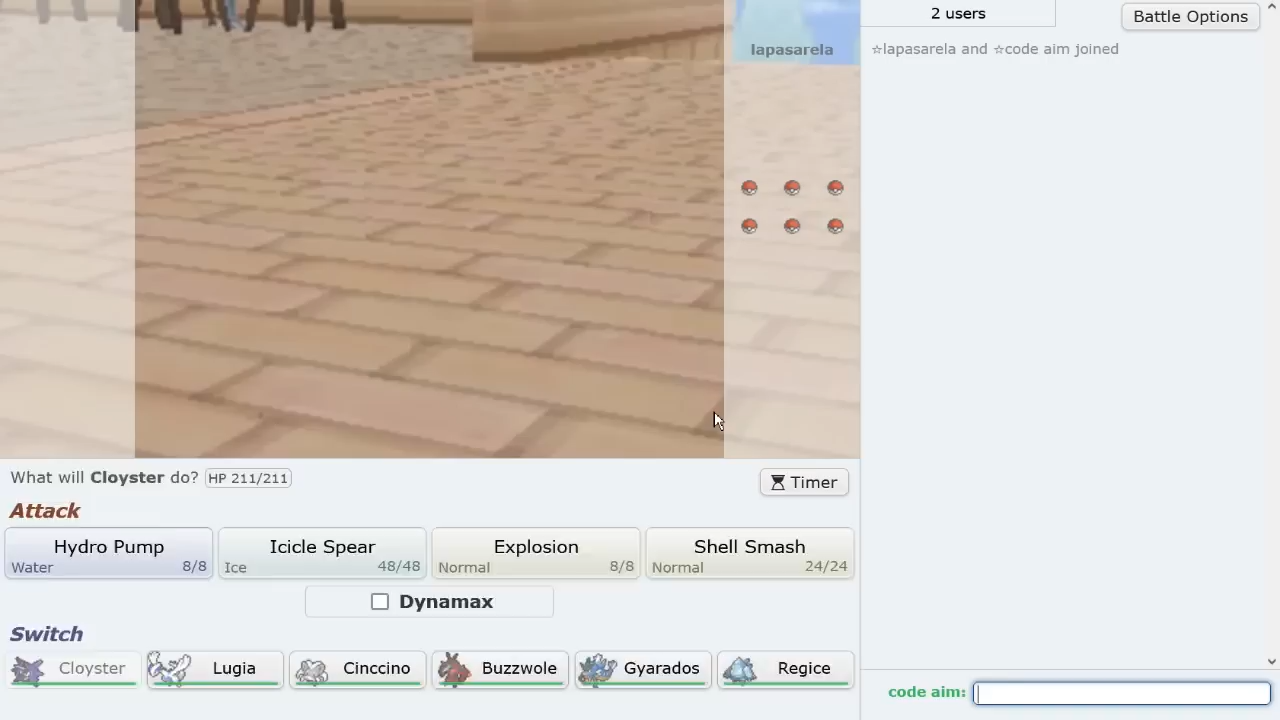 2 users
Battle Options
lapasarela
☆lapasarela and ☆code aim joined
What will Cloyster do? HP 211/211
Timer
Attack
Hydro Pump
Water 8/8
Icicle Spear
Ice 48/48
Explosion
Normal 8/8
Shell Smash
Normal 24/24
Dynamax
Switch
Cloyster
Lugia
Cinccino
Buzzwole
Gyarados
Regice
code aim: